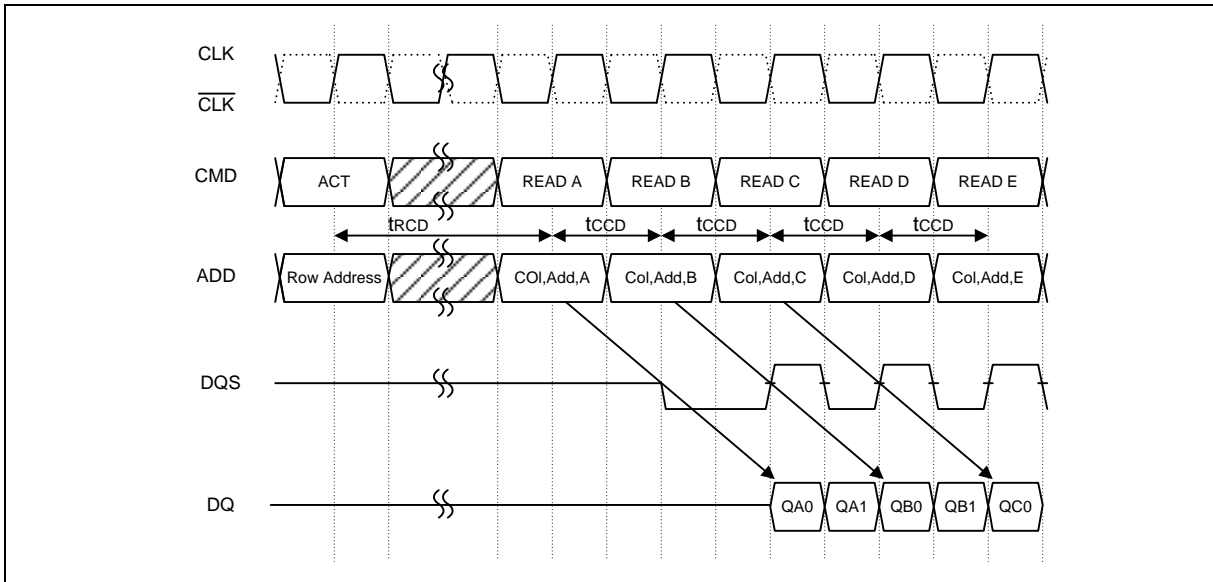 CLK
CLK
CMD
ACT READ A READ B READ C READ D READ E
tRCD tCCD tCCD tCCD tCCD
ADD
Row Address COl,Add,A Col,Add,B Col,Add,C Col,Add,D Col,Add,E
DQS
DQ
QA0 QA1 QB0 QB1 QC0